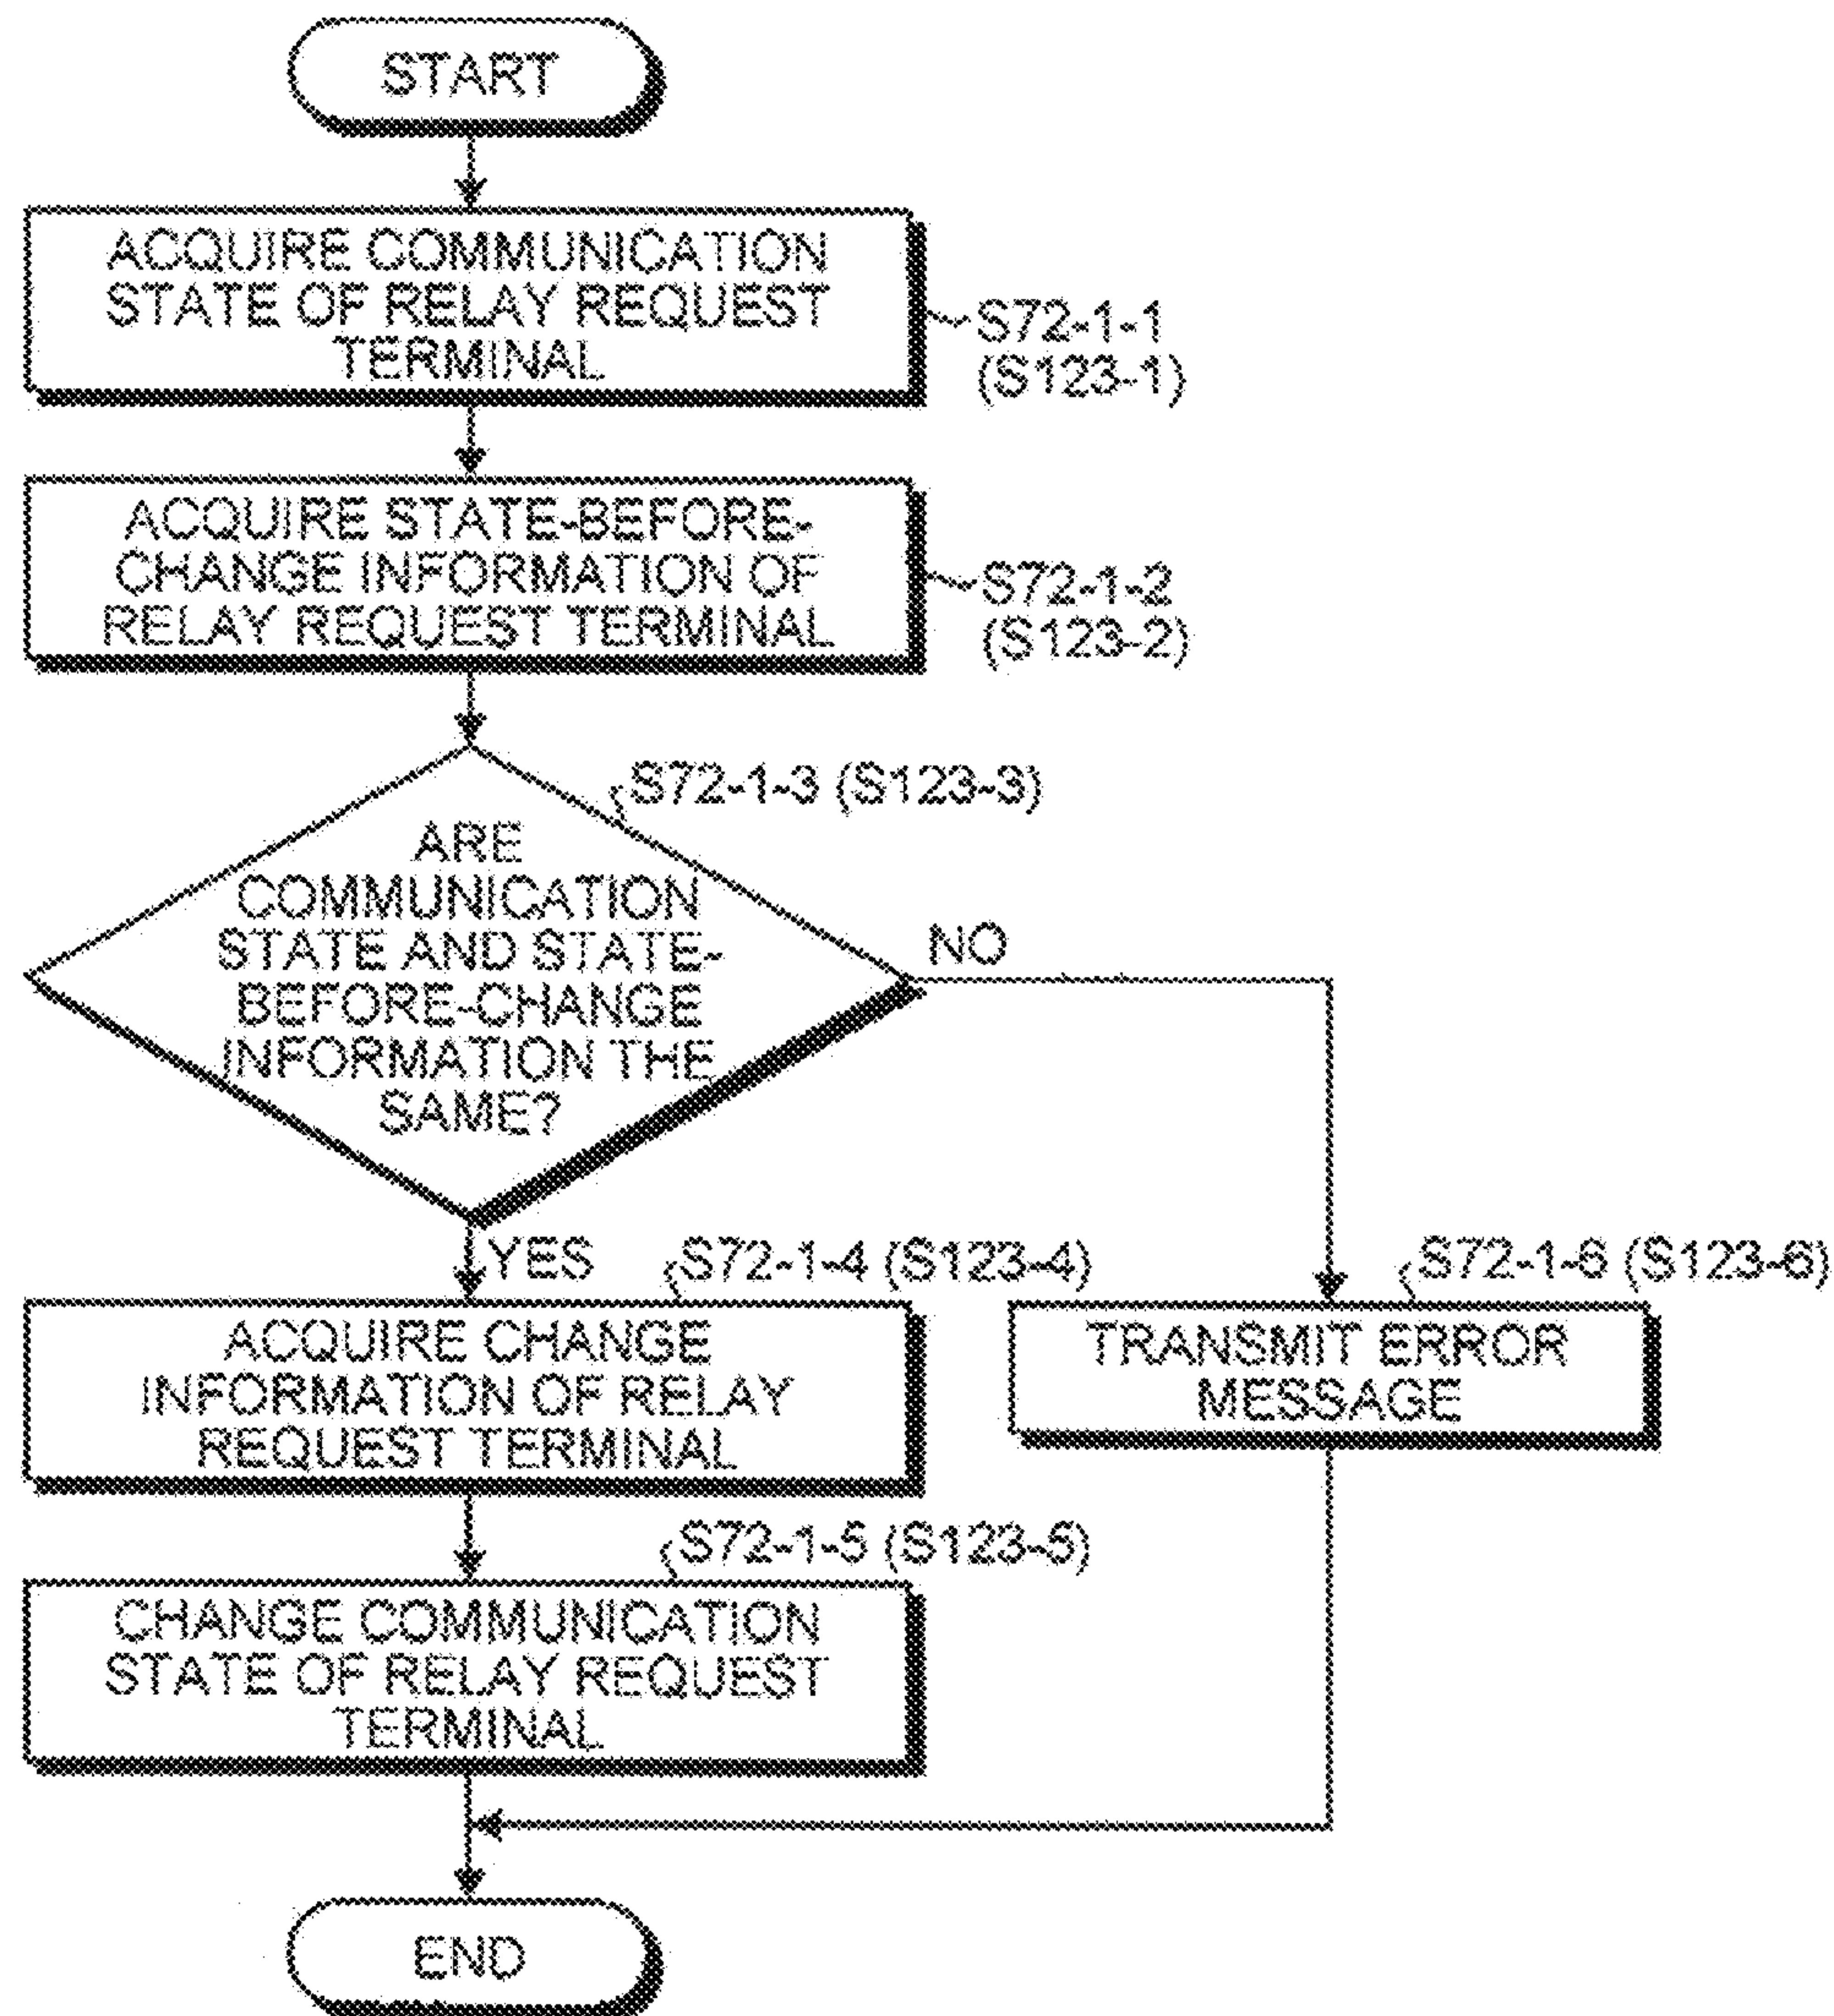 START
ACQUIRE COMMUNICATION
STATE OF RELAY REQUEST
TERMINAL
S72-1-1
(S123-1)
ACQUIRE STATE-BEFORE-
CHANGE INFORMATION OF
RELAY REQUEST TERMINAL
S72-1-2
(S123-2)
S72-1-3 (S123-3)
ARE
COMMUNICATION
STATE AND STATE-
BEFORE-CHANGE
INFORMATION THE
SAME?
NO
YES
S72-1-4 (S123-4)
ACQUIRE CHANGE
INFORMATION OF RELAY
REQUEST TERMINAL
S72-1-6 (S123-6)
TRANSMIT ERROR
MESSAGE
S72-1-5 (S123-5)
CHANGE COMMUNICATION
STATE OF RELAY REQUEST
TERMINAL
END